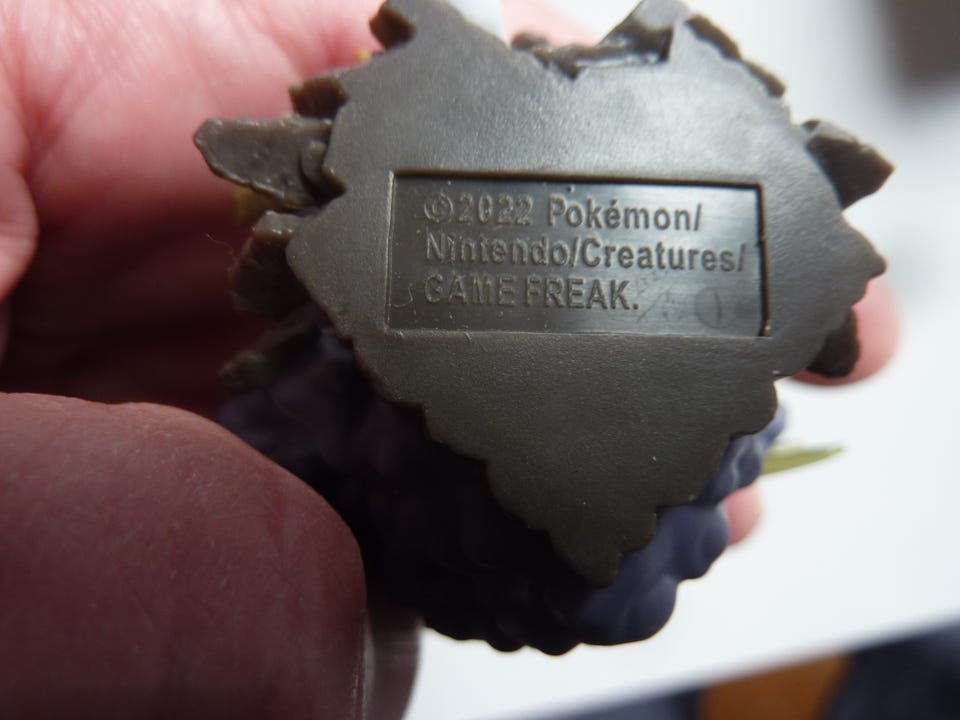 ©2022 Pokémon/
Nintendo/Creatures/
GAME FREAK.